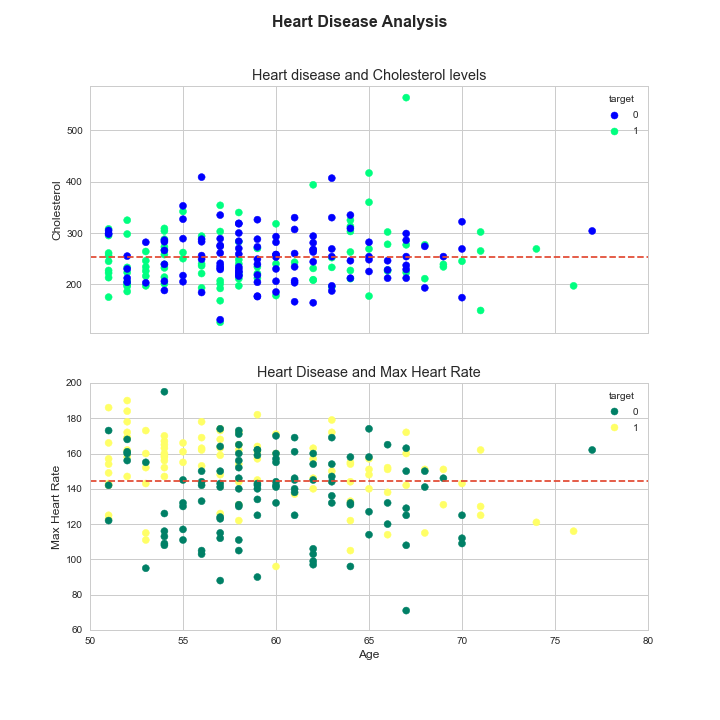 Heart Disease Analysis
Heart disease and Cholesterol levels
target
0
1
500
400
300
200
Cholesterol
Heart Disease and Max Heart Rate
target
0
1
200
180
160
140
120
100
80
60
Max Heart Rate
50 55 60 65 70 75 80
Age